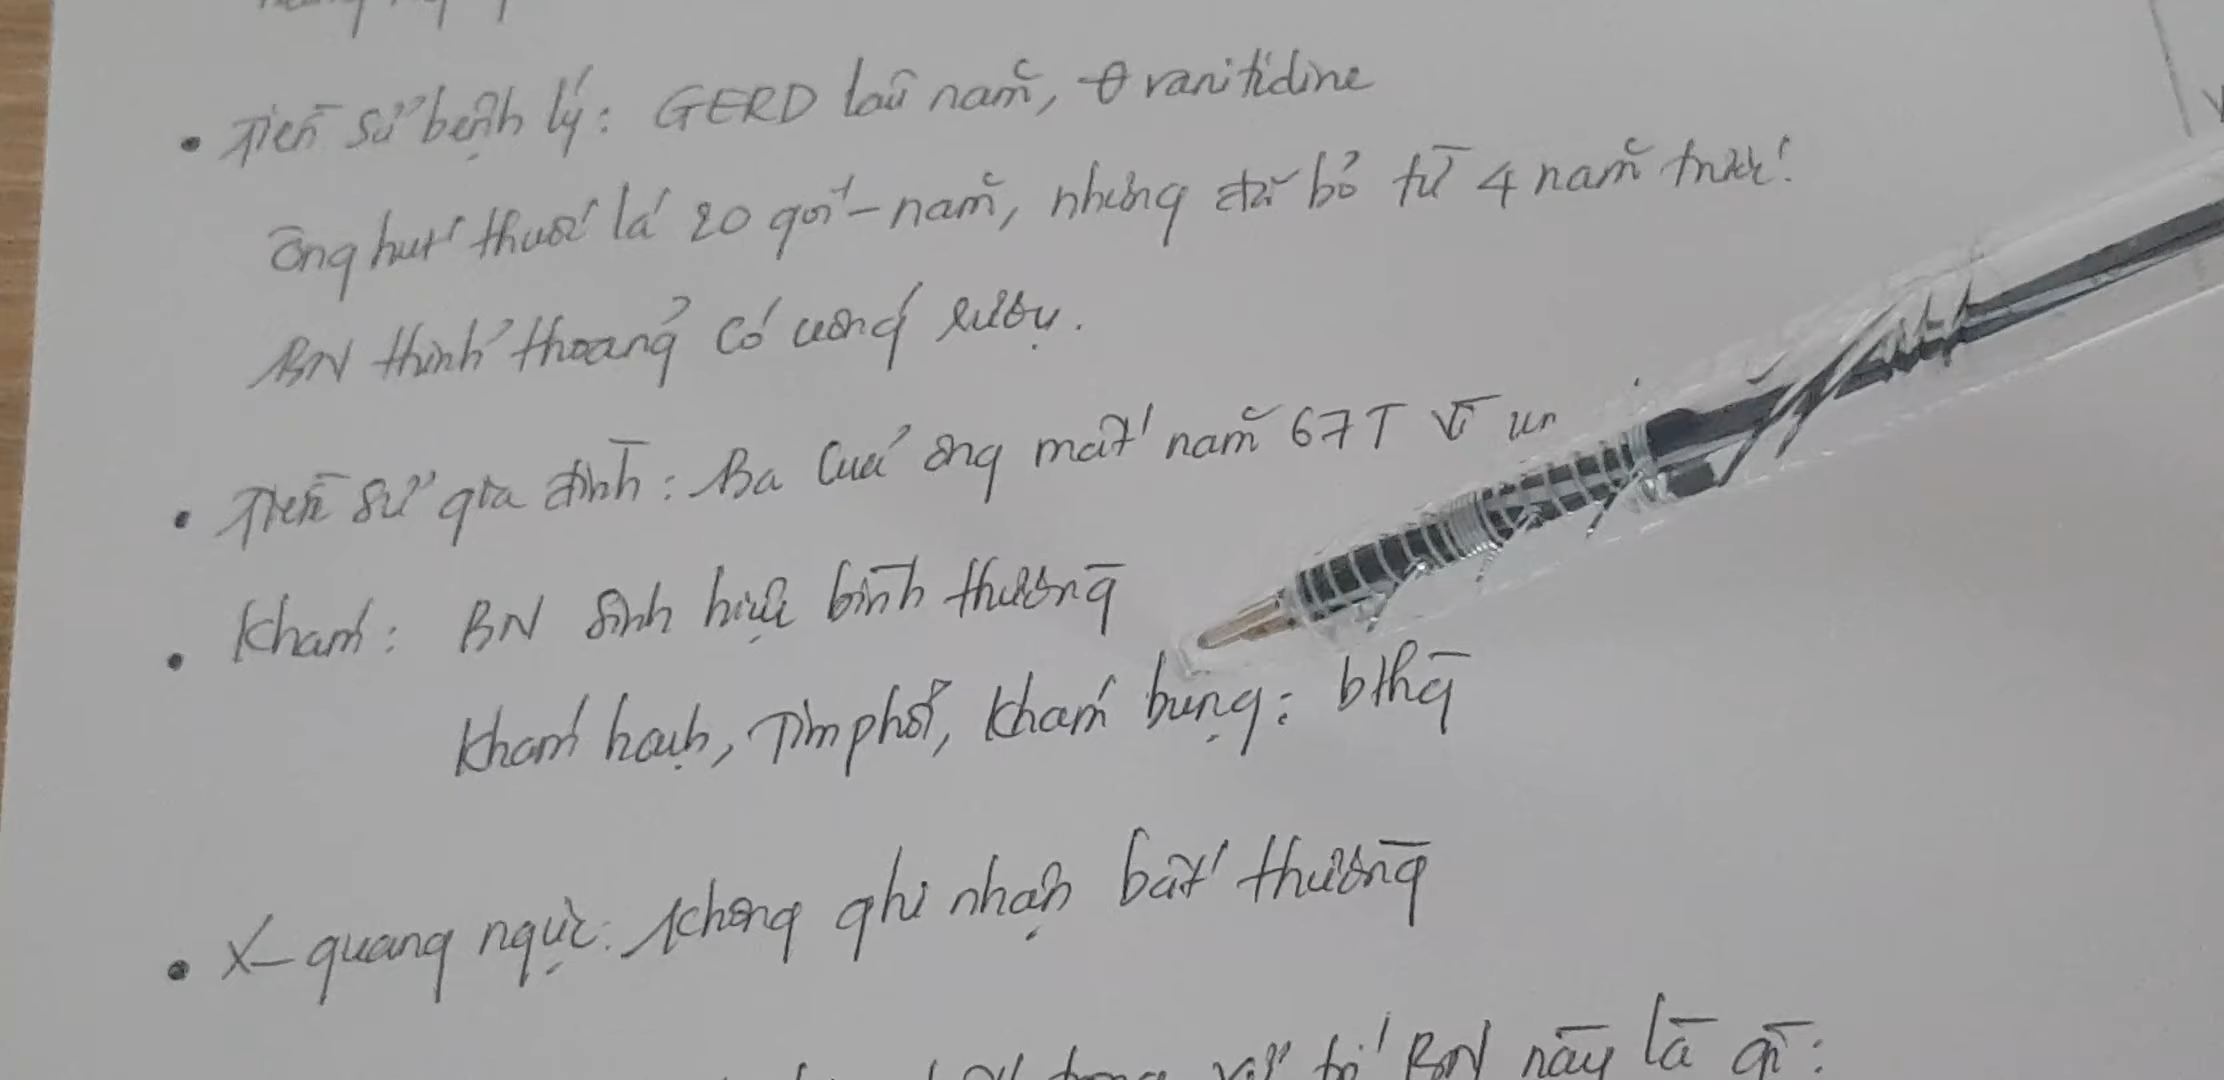 • Tiền sử bệnh lý: GERD lâu năm, θ ranitidine
Ông hút thuốc lá 20 gói-năm, nhưng đã bỏ từ 4 năm trước!
BN thỉnh thoảng có uống rượu.
• Tiền sử gia đình: Ba của ông mất năm 67T vì
• Khám: BN sinh hiệu bình thường
Khám hạch, Tim phổi, khám bụng: bthg
• X-quang ngực: không ghi nhận bất thường
BN này là gì: